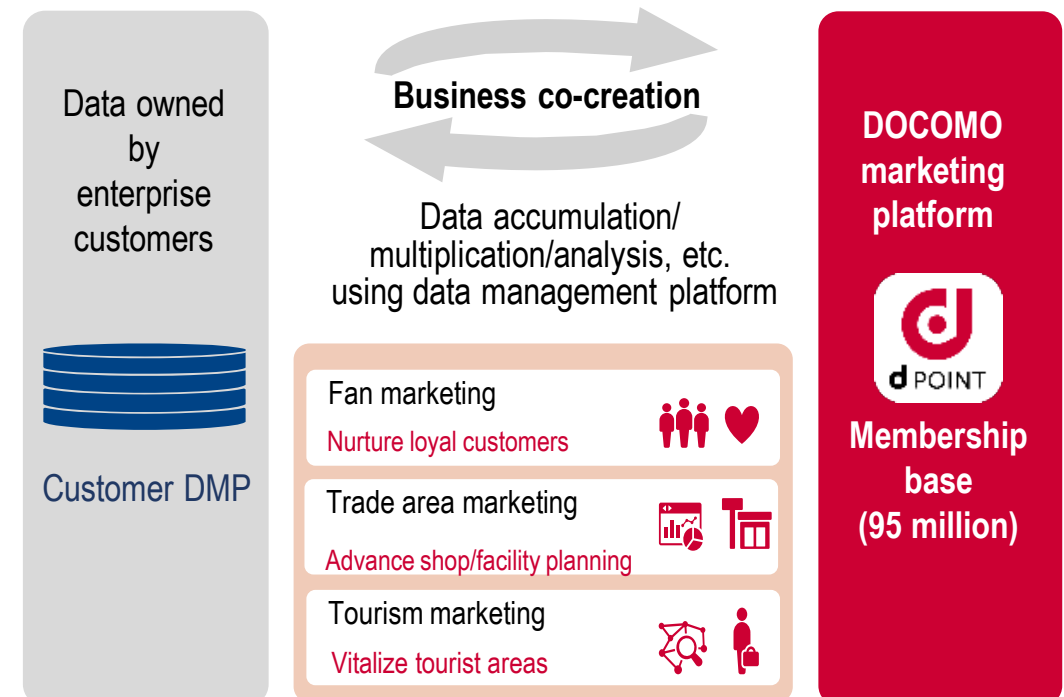 Data owned
by
enterprise
customers
Customer DMP
Business co-creation
Data accumulation/
multiplication/analysis, etc.
using data management platform
Fan marketing
Nurture loyal customers
Trade area marketing
Advance shop/facility planning
Tourism marketing
Vitalize tourist areas
DOCOMO
marketing
platform
d
d POINT
Membership
base
(95 million)